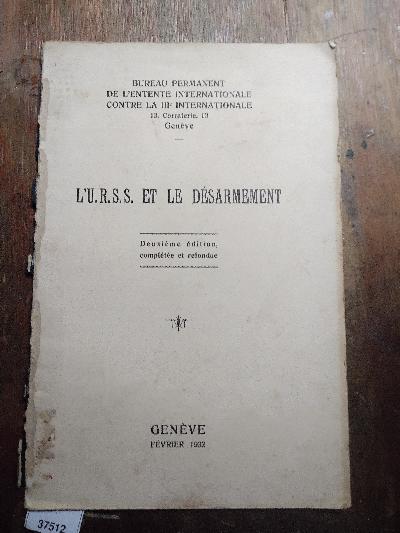 BUREAU PERMANENT
DE L'ENTENTE INTERNATIONALE
CONTRE LA IIIe INTERNATIONALE
13, Corraterie, 13
Genève
L'U.R.S.S. ET LE DÉSARMEMENT
Deuxième édition,
complétée et refondue
GENÈVE
FÉVRIER 1932
37512